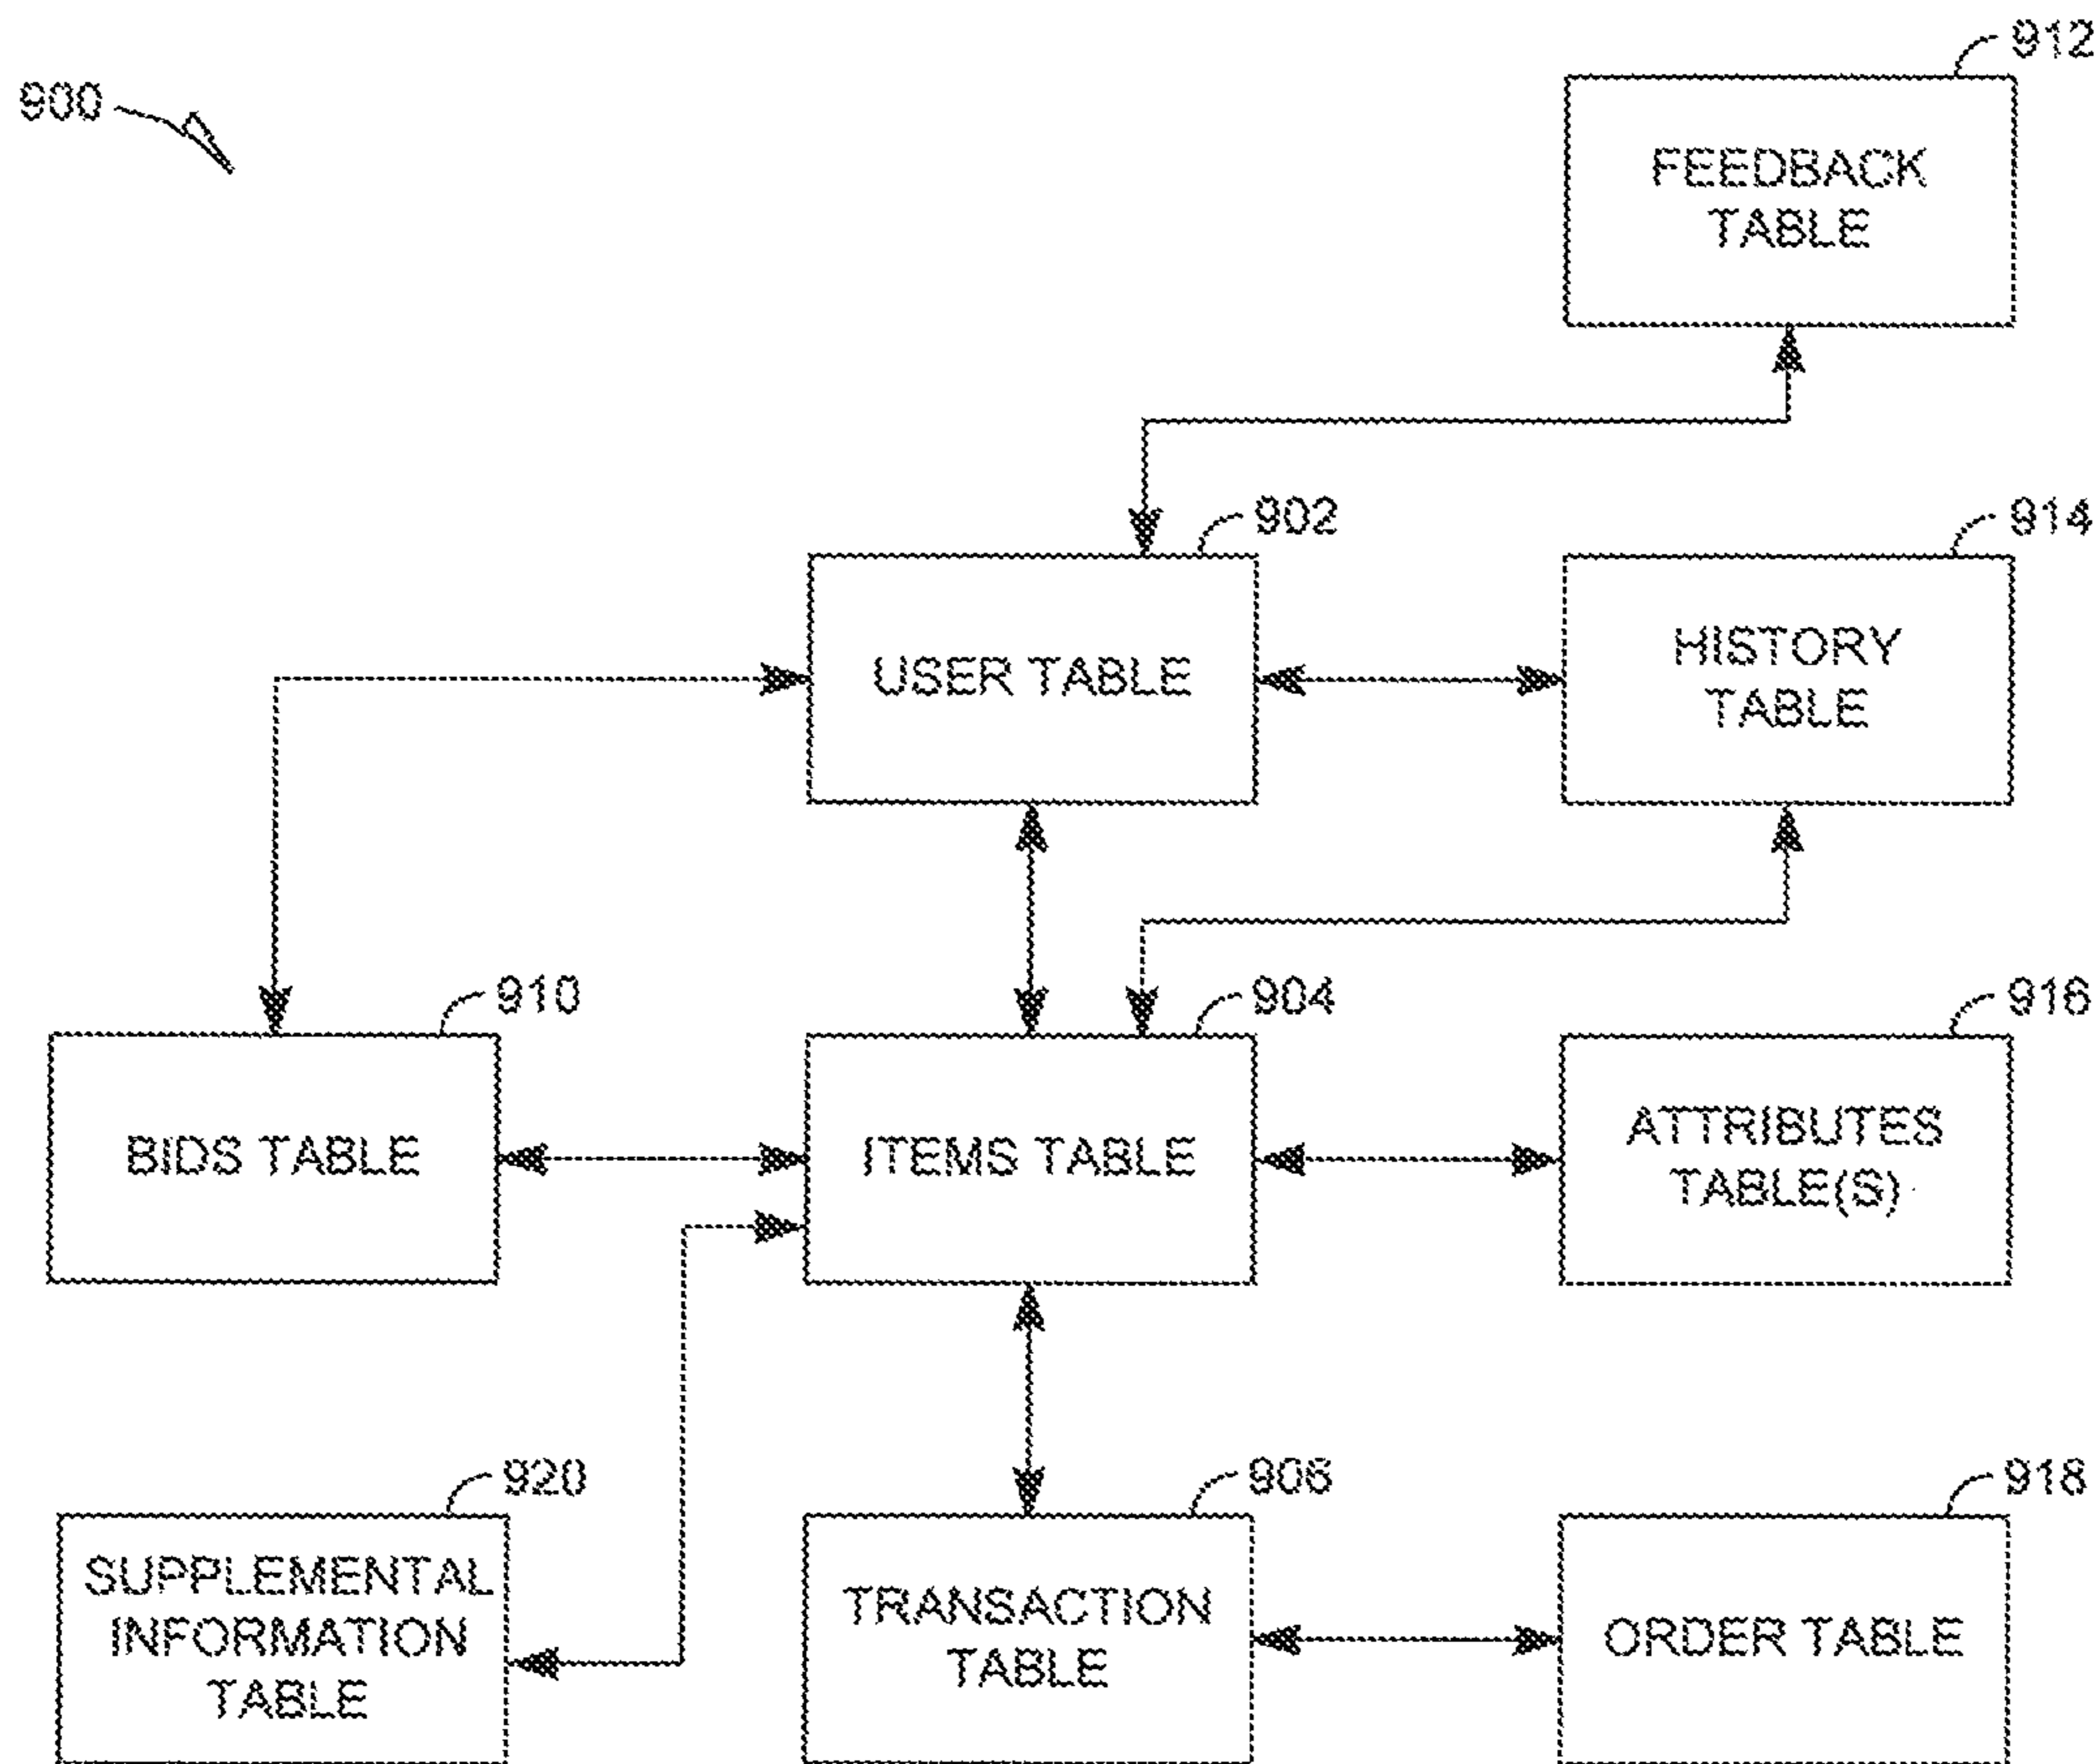 912
900
FEEDBACK
TABLE
902
914
USER TABLE
HISTORY
TABLE
910
904
916
BIDS TABLE
ITEMS TABLE
ATTRIBUTES
TABLE(S)
920
906
918
SUPPLEMENTAL
INFORMATION
TABLE
TRANSACTION
TABLE
ORDER TABLE